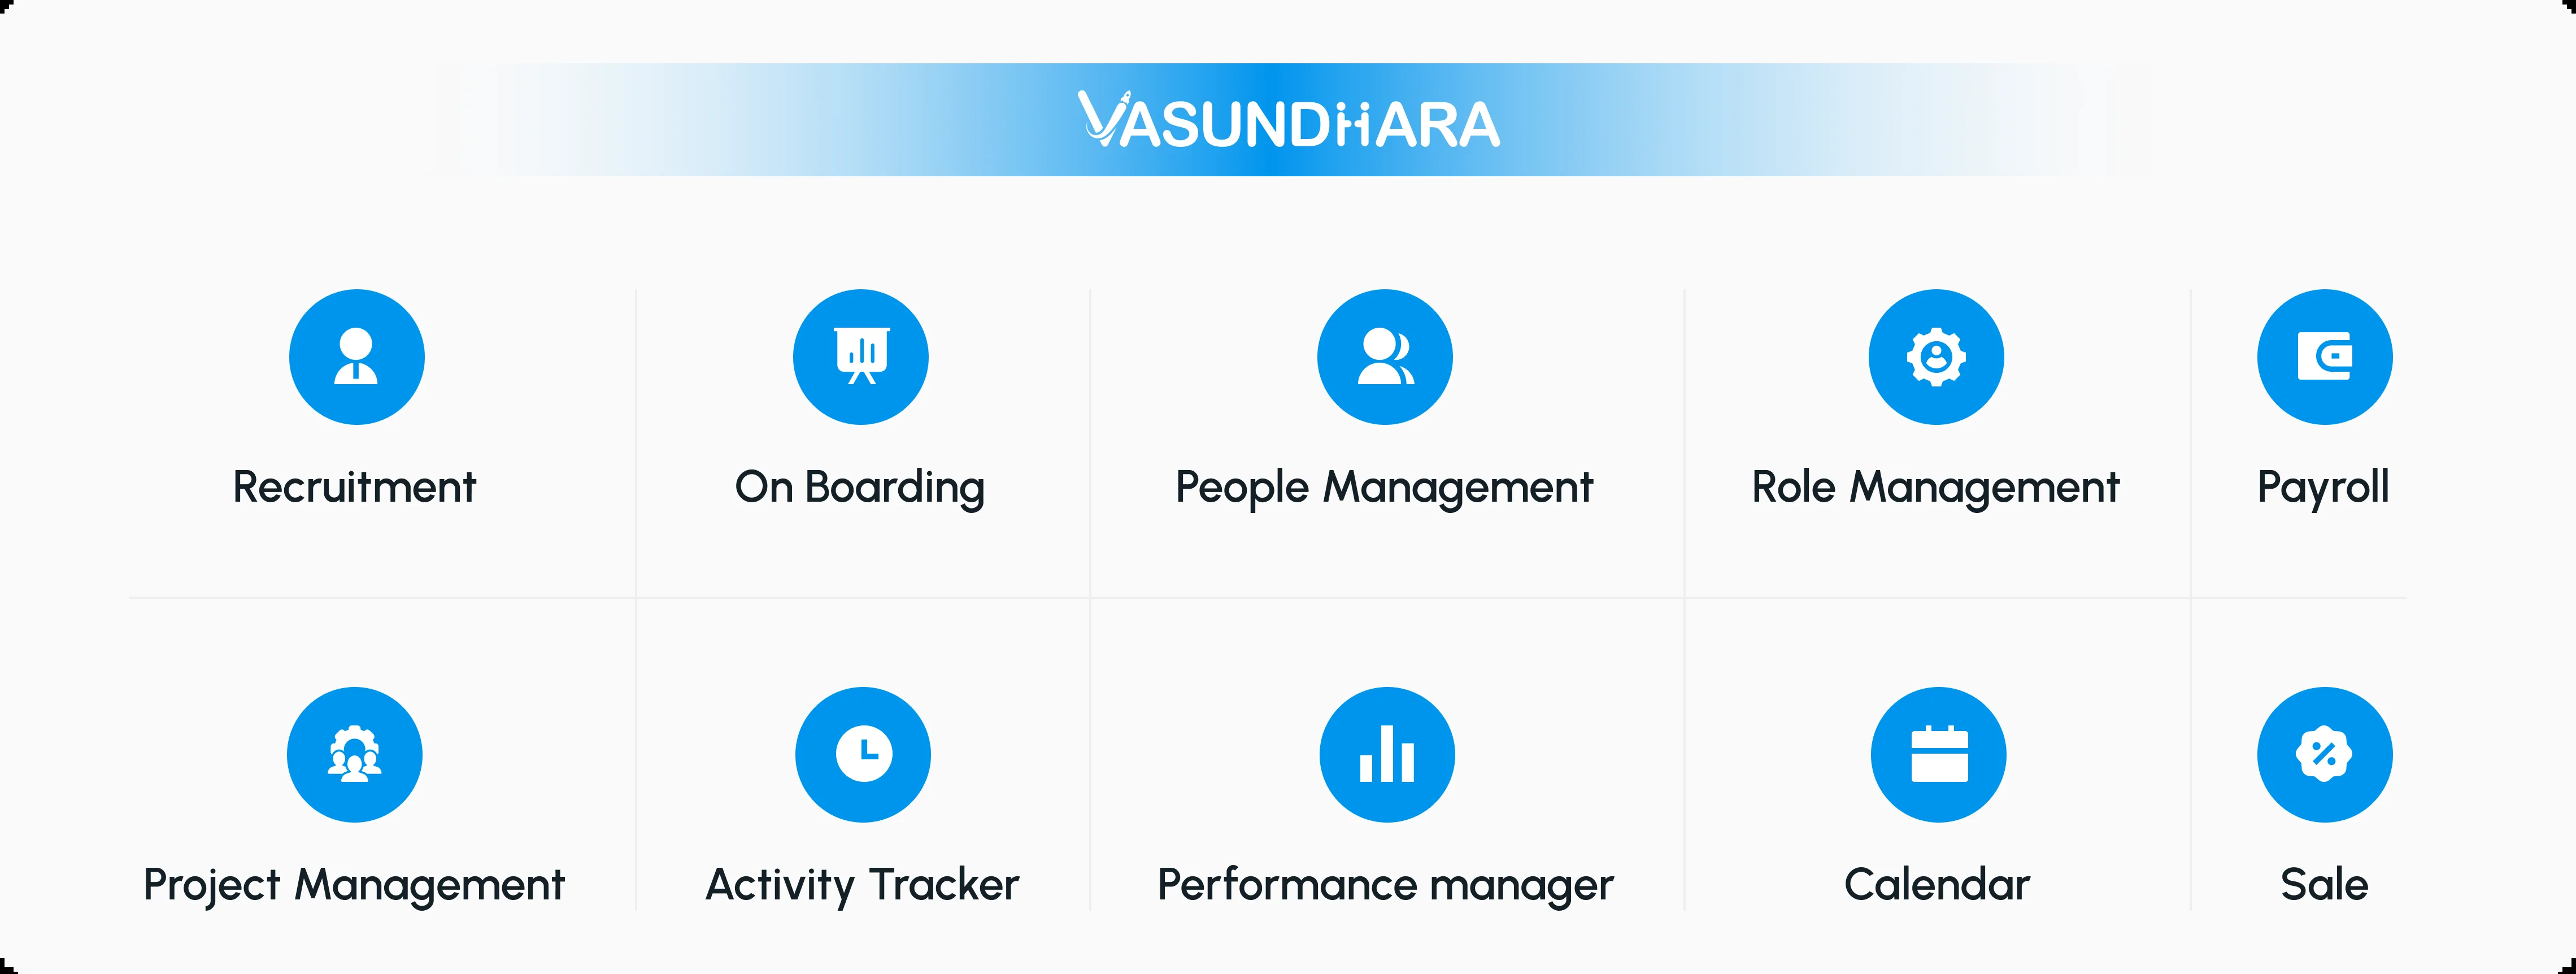 VASUNDHARA
Recruitment
On Boarding
People Management
Role Management
Payroll
Project Management
Activity Tracker
Performance manager
Calendar
Sale